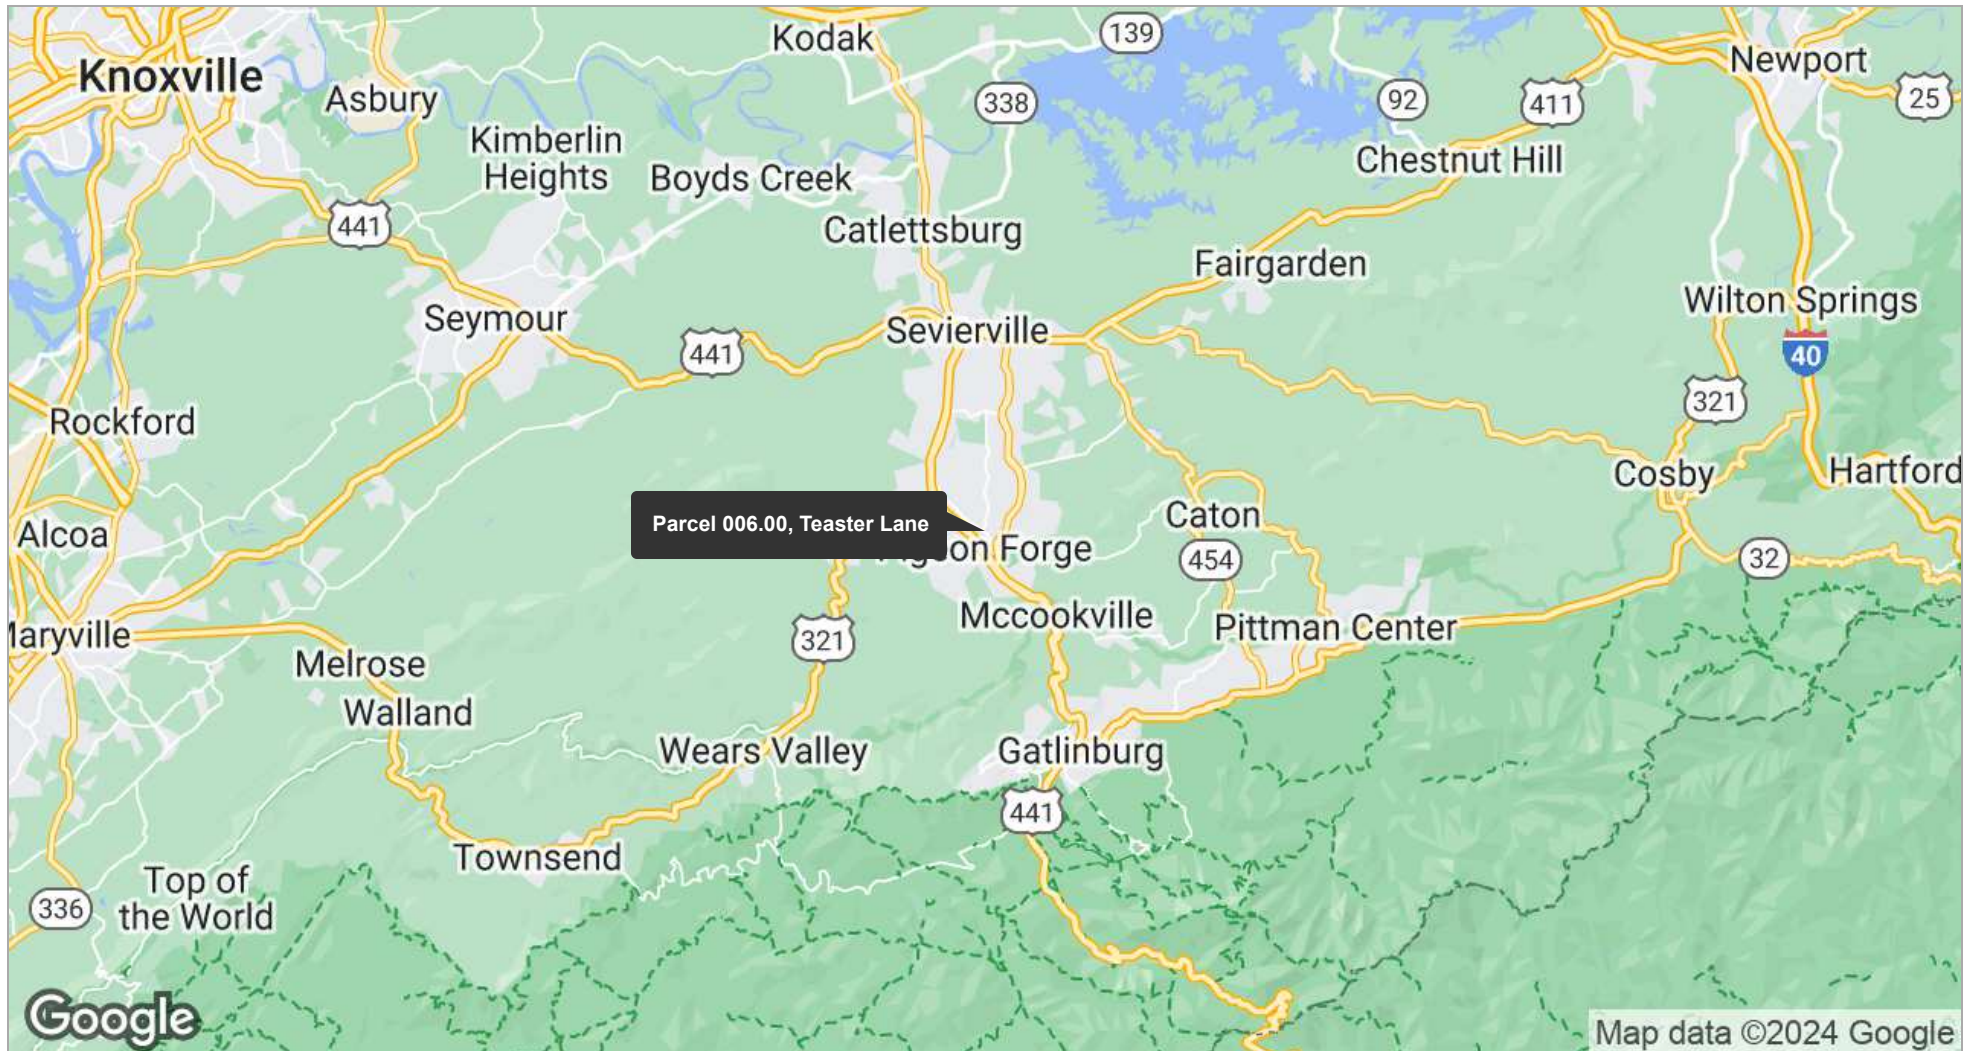 Kodak
139
Newport
Knoxville
Asbury
338
92
411
25
Kimberlin
Heights
Boyds Creek
Chestnut Hill
441
Catlettsburg
Fairgarden
Wilton Springs
Seymour
441
Sevierville
40
321
Rockford
Cosby
Hartford
Parcel 006.00, Teaster Lane
Caton
Alcoa
on Forge
454
32
Mccookville
Maryville
321
Pittman Center
Melrose
Walland
Wears Valley
Gatlinburg
441
Townsend
Top of
the World
336
Google
Map data ©2024 Google